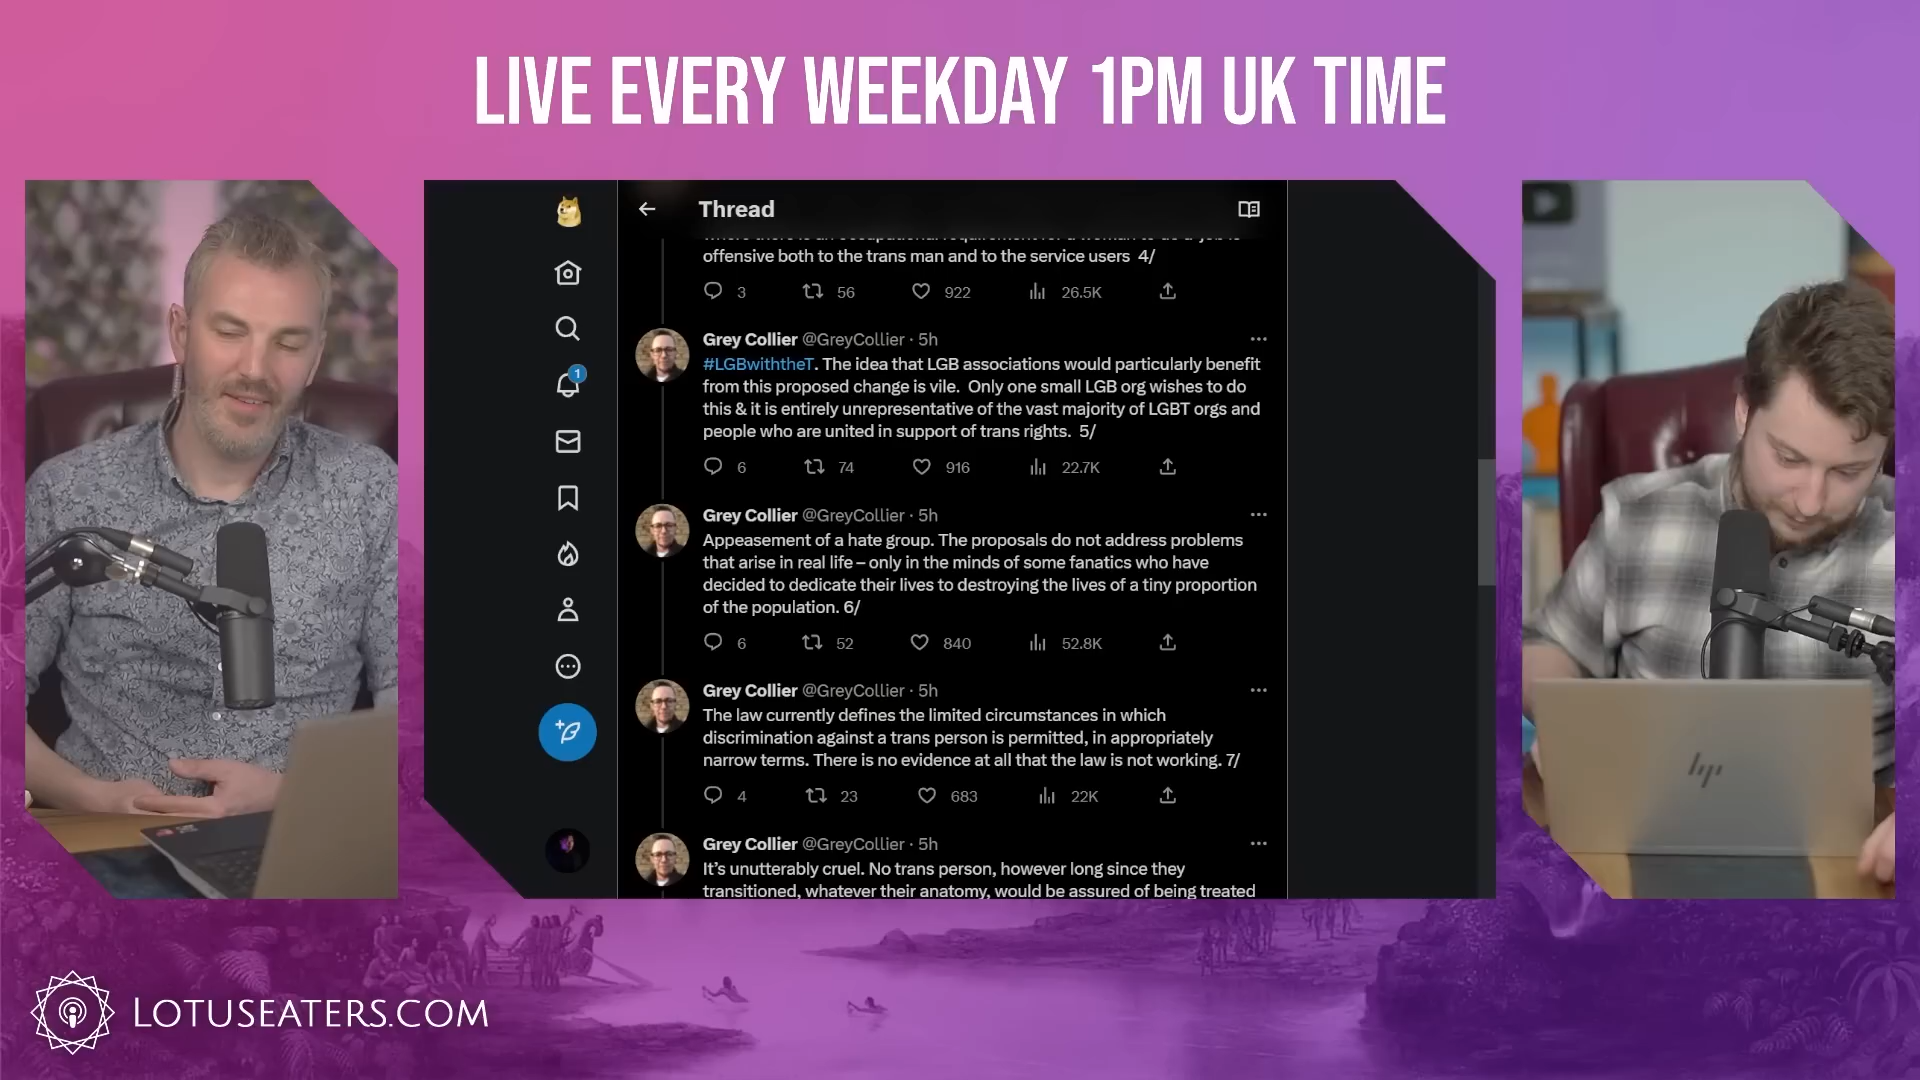 LIVE EVERY WEEKDAY 1PM UK TIME
Thread
offensive both to the trans man and to the service users 4/
3 56 922 26.5K
Grey Collier @GreyCollier · 5h
#LGBwiththeT. The idea that LGB associations would particularly benefit
from this proposed change is vile. Only one small LGB org wishes to do
this & it is entirely unrepresentative of the vast majority of LGBT orgs and
people who are united in support of trans rights. 5/
6 74 916 22.7K
Grey Collier @GreyCollier · 5h
Appeasement of a hate group. The proposals do not address problems
that arise in real life – only in the minds of some fanatics who have
decided to dedicate their lives to destroying the lives of a tiny proportion
of the population. 6/
6 52 840 52.8K
Grey Collier @GreyCollier · 5h
The law currently defines the limited circumstances in which
discrimination against a trans person is permitted, in appropriately
narrow terms. There is no evidence at all that the law is not working. 7/
4 23 683 22K
Grey Collier @GreyCollier · 5h
It's unutterably cruel. No trans person, however long since they
transitioned, whatever their anatomy, would be assured of being treated
1
hp
LOTUSEATERS.COM